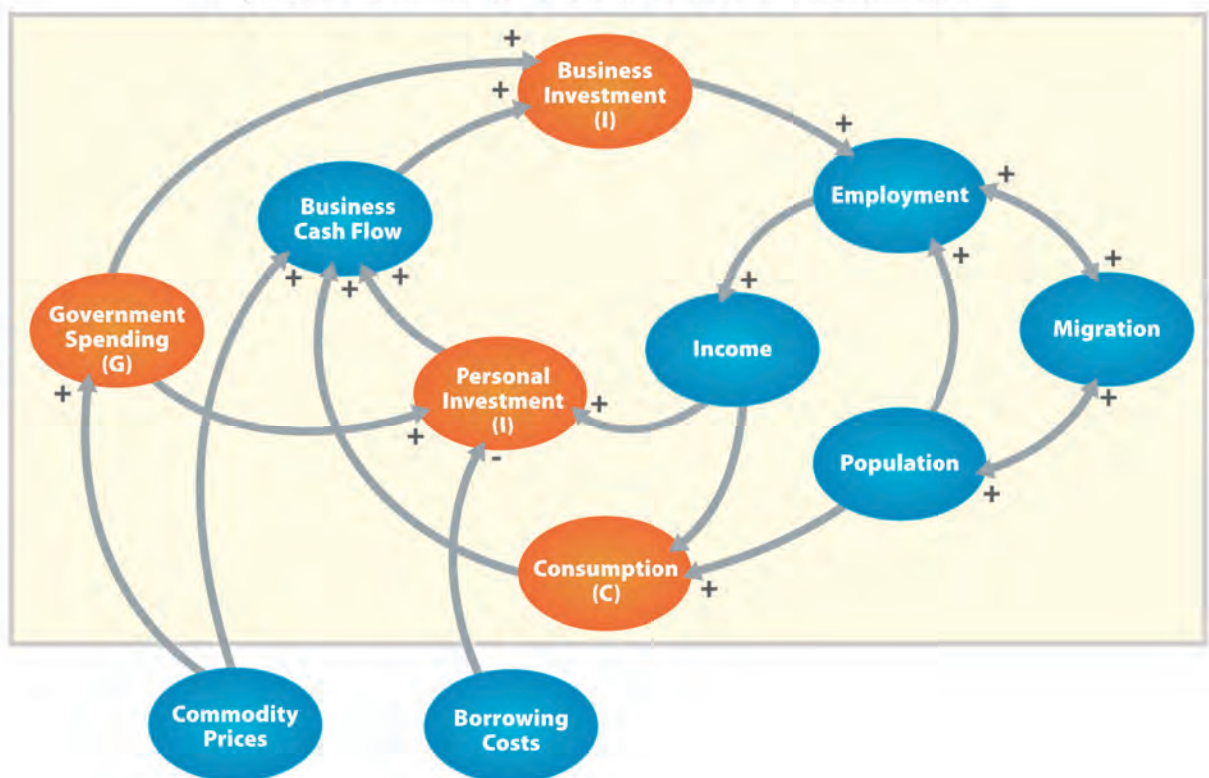 +
Business
Investment
(I)
+
+
Employment
+
Business
Cash Flow
+
+
+
+
+
+
Government
Spending
(G)
+
Income
Migration
+
Personal
Investment
(I)
+
+
-
+
Population
+
Consumption
(C)
+
Commodity
Prices
Borrowing
Costs